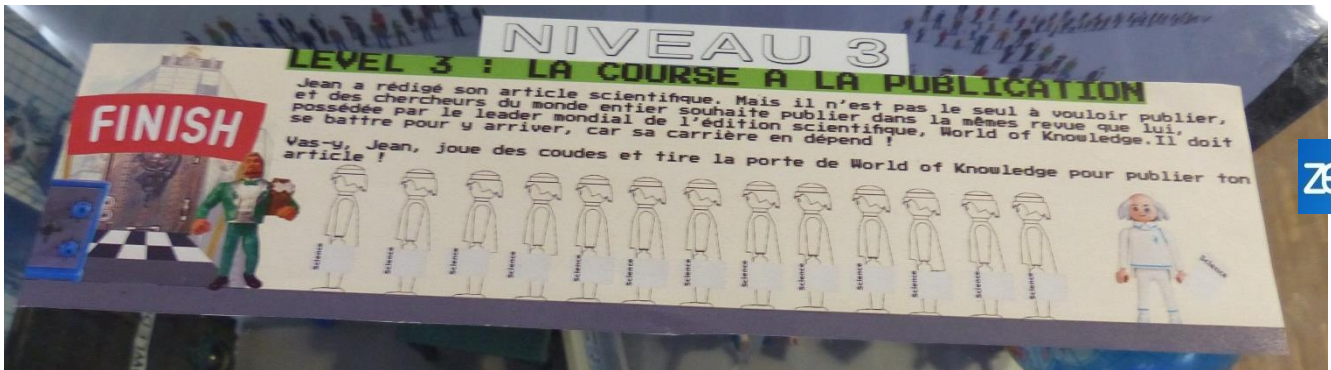 NIVEAU 3
LEVEL 3 : LA COURSE A LA PUBLICATION
Jean a rédigé son article scientifique. Mais il n'est pas le seul à vouloir publier,
et des chercheurs du monde entier souhaite publier dans la mêmes revue que lui,
possédée par le leader mondial de l'édition scientifique, World of Knowledge.Il doit
se battre pour y arriver, car sa carrière en dépend !
Vas-y, Jean, joue des coudes et tire la porte de World of Knowledge pour publier ton
article !
FINISH
Science
Science
Science
Science
Science
Science
Science
Science
Science
Science
Science
Science
Science